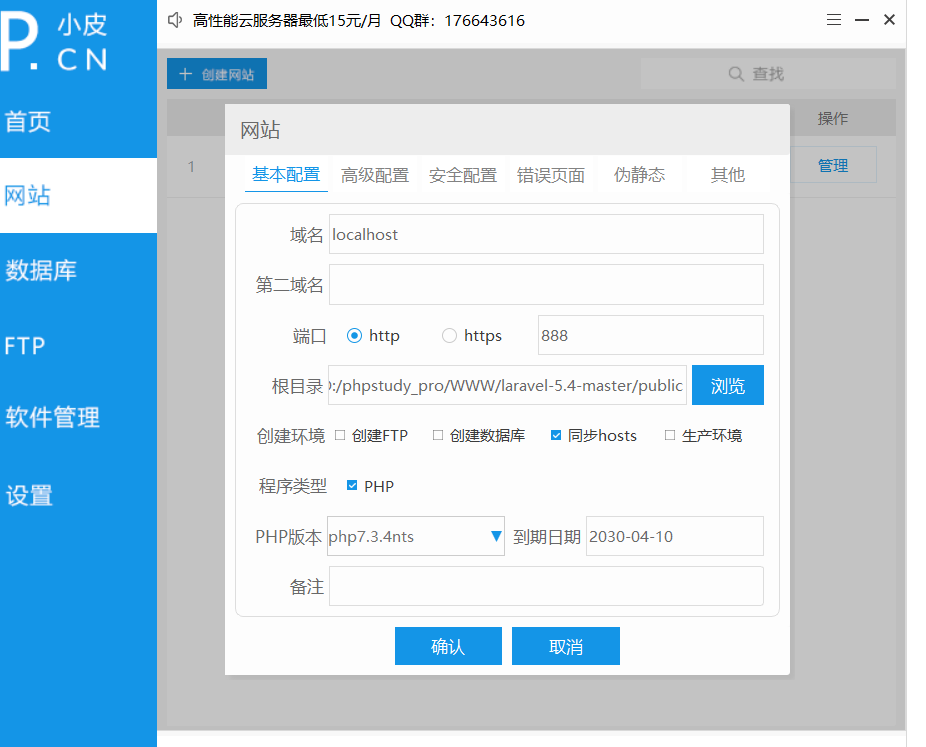 P. 小皮
CN
高性能云服务器最低15元/月 QQ群：176643616
首页
网站
数据库
FTP
软件管理
设置
创建网站
查找
操作
1
管理
网站
基本配置 高级配置 安全配置 错误页面 伪静态 其他
域名 localhost
第二域名
端口 http https 888
根目录 :/phpstudy_pro/WWW/laravel-5.4-master/public 浏览
创建环境 创建FTP 创建数据库 同步hosts 生产环境
程序类型 PHP
PHP版本 php7.3.4nts 到期日期 2030-04-10
备注
确认 取消